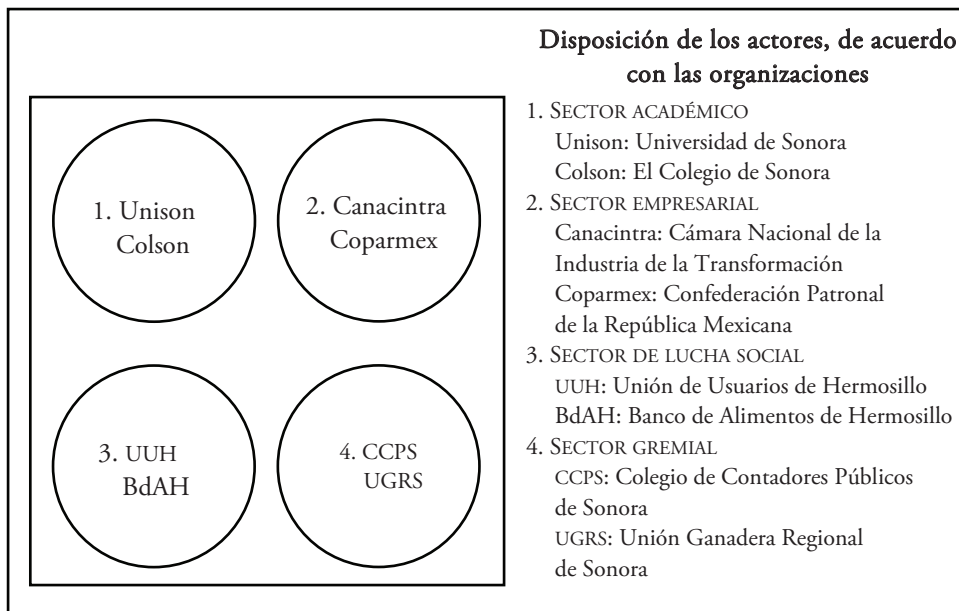 Disposición de los actores, de acuerdo
con las organizaciones
1. Unison
Colson
2. Canacintra
Coparmex
3. UUH
BdAH
4. CCPS
UGRS
1. SECTOR ACADÉMICO
Unison: Universidad de Sonora
Colson: El Colegio de Sonora
2. SECTOR EMPRESARIAL
Canacintra: Cámara Nacional de la
Industria de la Transformación
Coparmex: Confederación Patronal
de la República Mexicana
3. SECTOR DE LUCHA SOCIAL
UUH: Unión de Usuarios de Hermosillo
BdAH: Banco de Alimentos de Hermosillo
4. SECTOR GREMIAL
CCPS: Colegio de Contadores Públicos
de Sonora
UGRS: Unión Ganadera Regional
de Sonora